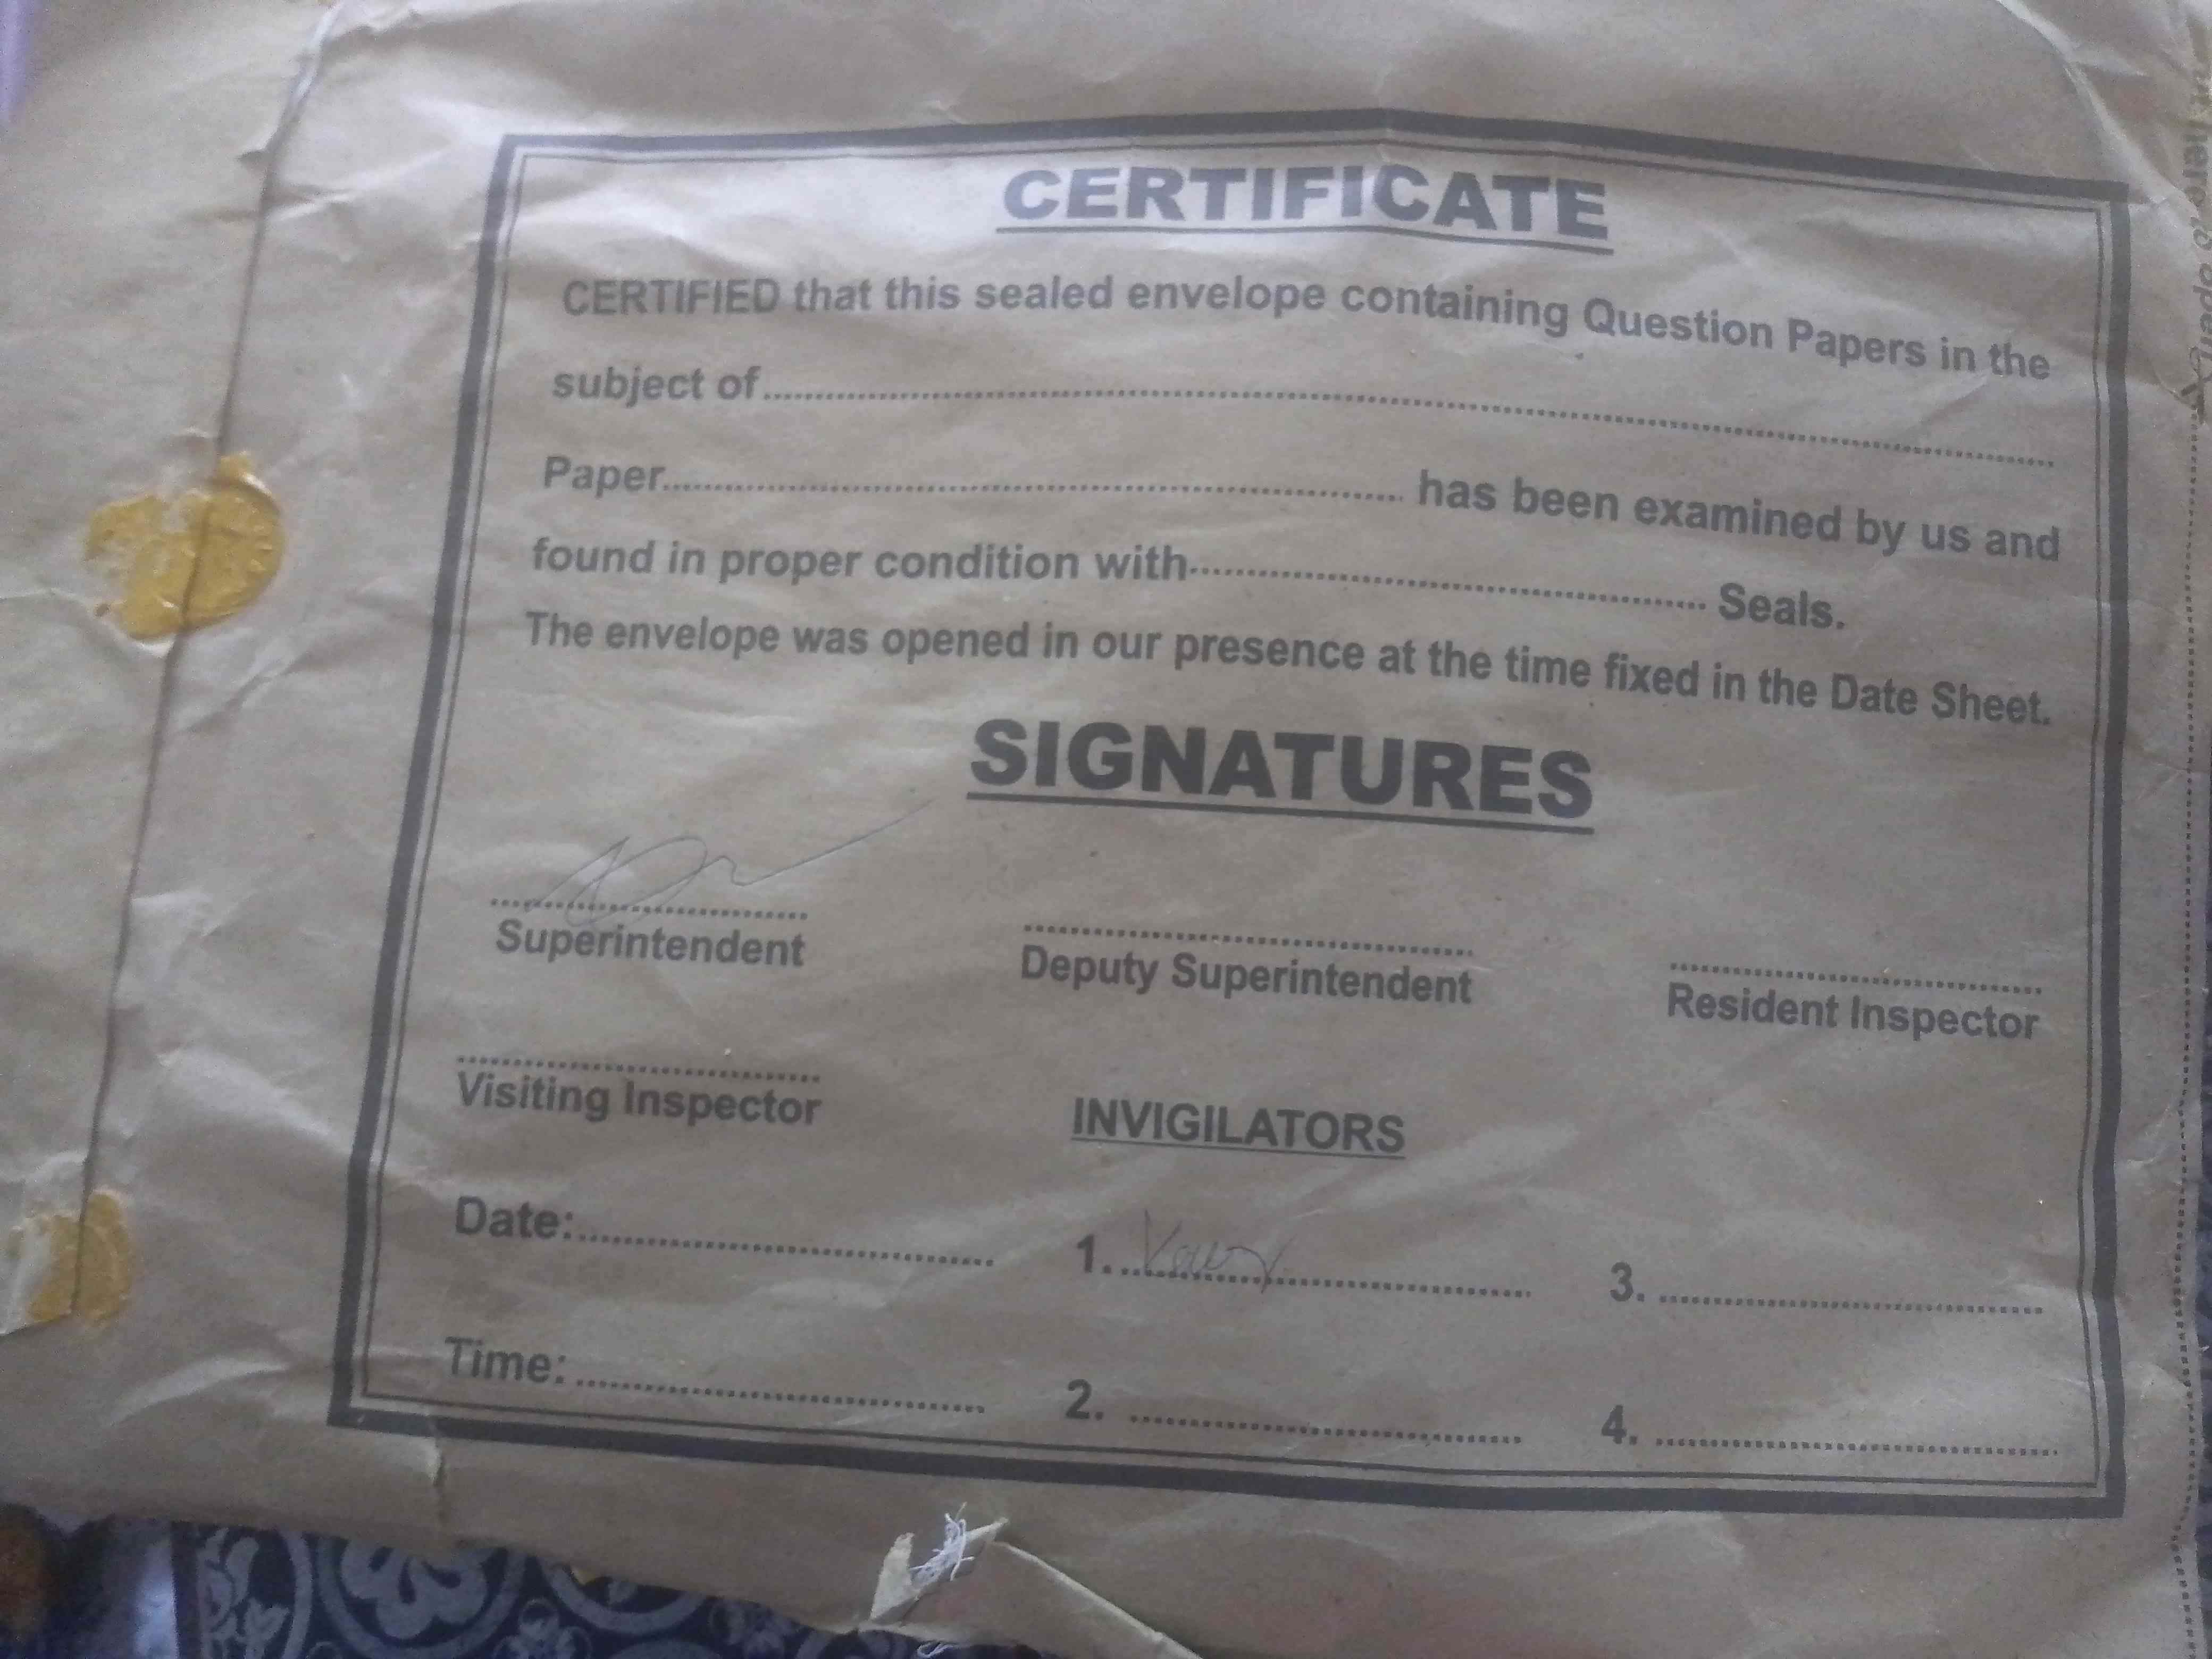 CERTIFICATE
CERTIFIED that this sealed envelope containing Question Papers in the
subject of........................................................
Paper........................................ has been examined by us and
found in proper condition with.............................. Seals.
The envelope was opened in our presence at the time fixed in the Date Sheet.
SIGNATURES
Superintendent
Deputy Superintendent
Resident Inspector
Visiting Inspector
INVIGILATORS
Date:..............................
1. ..............................
3. ..............................
Time: ..............................
2. ..............................
4. ..............................